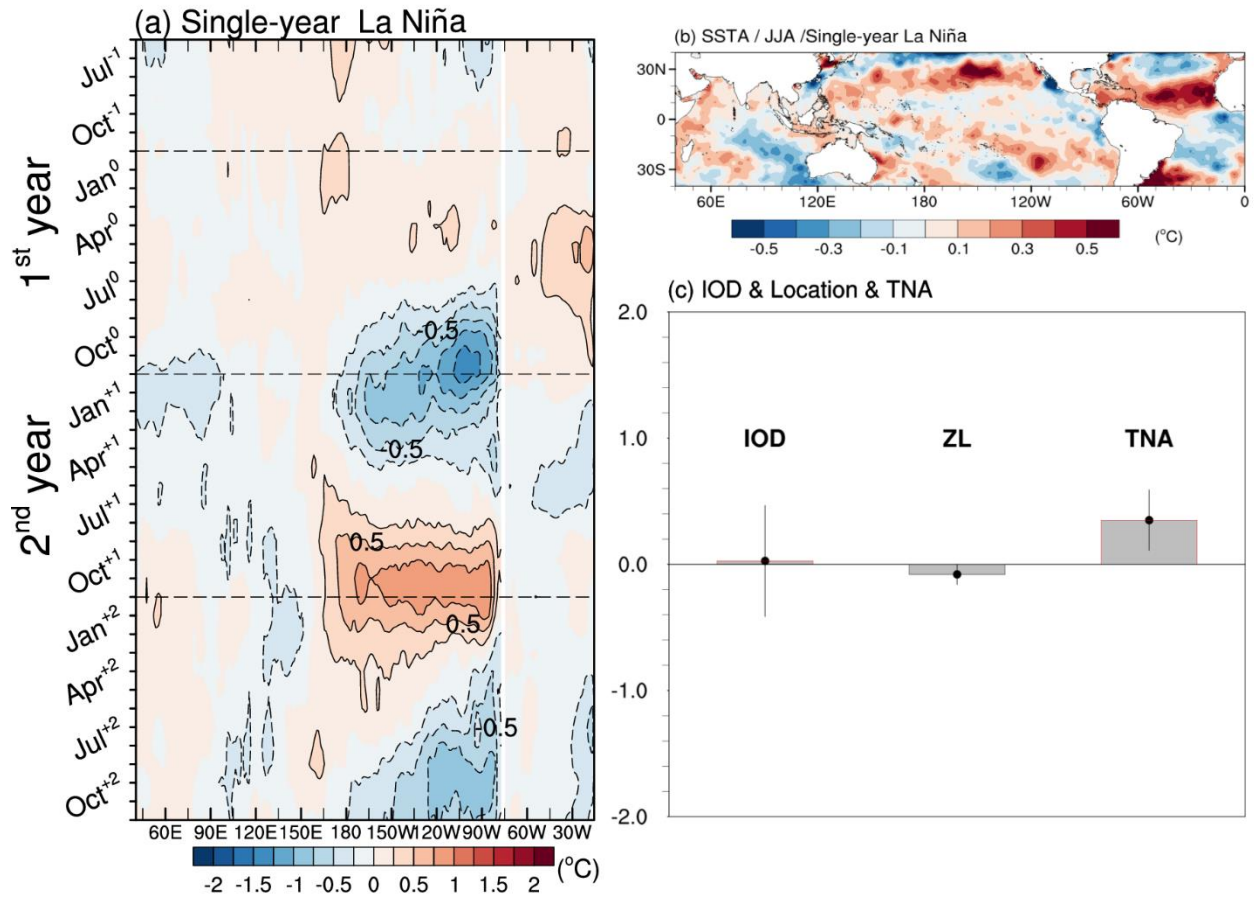 (a) Single-year La Niña
1st year
2nd year
Jul-1
Oct-1
Jan0
Apr0
Jul0
Oct0
Jan+1
Apr+1
Jul+1
Oct+1
Jan+2
Apr+2
Jul+2
Oct+2
-0.5
-0.5
0.5
0.5
-0.5
60E 90E 120E 150E 180 150W 120W 90W 60W 30W
-2 -1.5 -1 -0.5 0 0.5 1 1.5 2 (°C)
(b) SSTA / JJA /Single-year La Niña
30N
0
30S
60E 120E 180 120W 60W 0
-0.5 -0.3 -0.1 0.1 0.3 0.5 (°C)
(c) IOD & Location & TNA
2.0
1.0
0.0
-1.0
-2.0
IOD ZL TNA